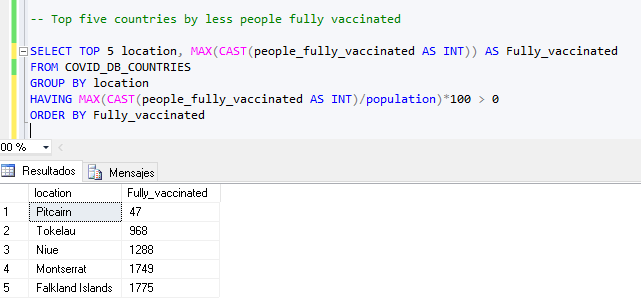 -- Top five countries by less people fully vaccinated
SELECT TOP 5 location, MAX(CAST(people_fully_vaccinated AS INT)) AS Fully_vaccinated
FROM COVID_DB_COUNTRIES
GROUP BY location
HAVING MAX(CAST(people_fully_vaccinated AS INT)/population)*100 > 0
ORDER BY Fully_vaccinated
00 %
Resultados Mensajes
location Fully_vaccinated
1 Pitcairn 47
2 Tokelau 968
3 Niue 1288
4 Montserrat 1749
5 Falkland Islands 1775